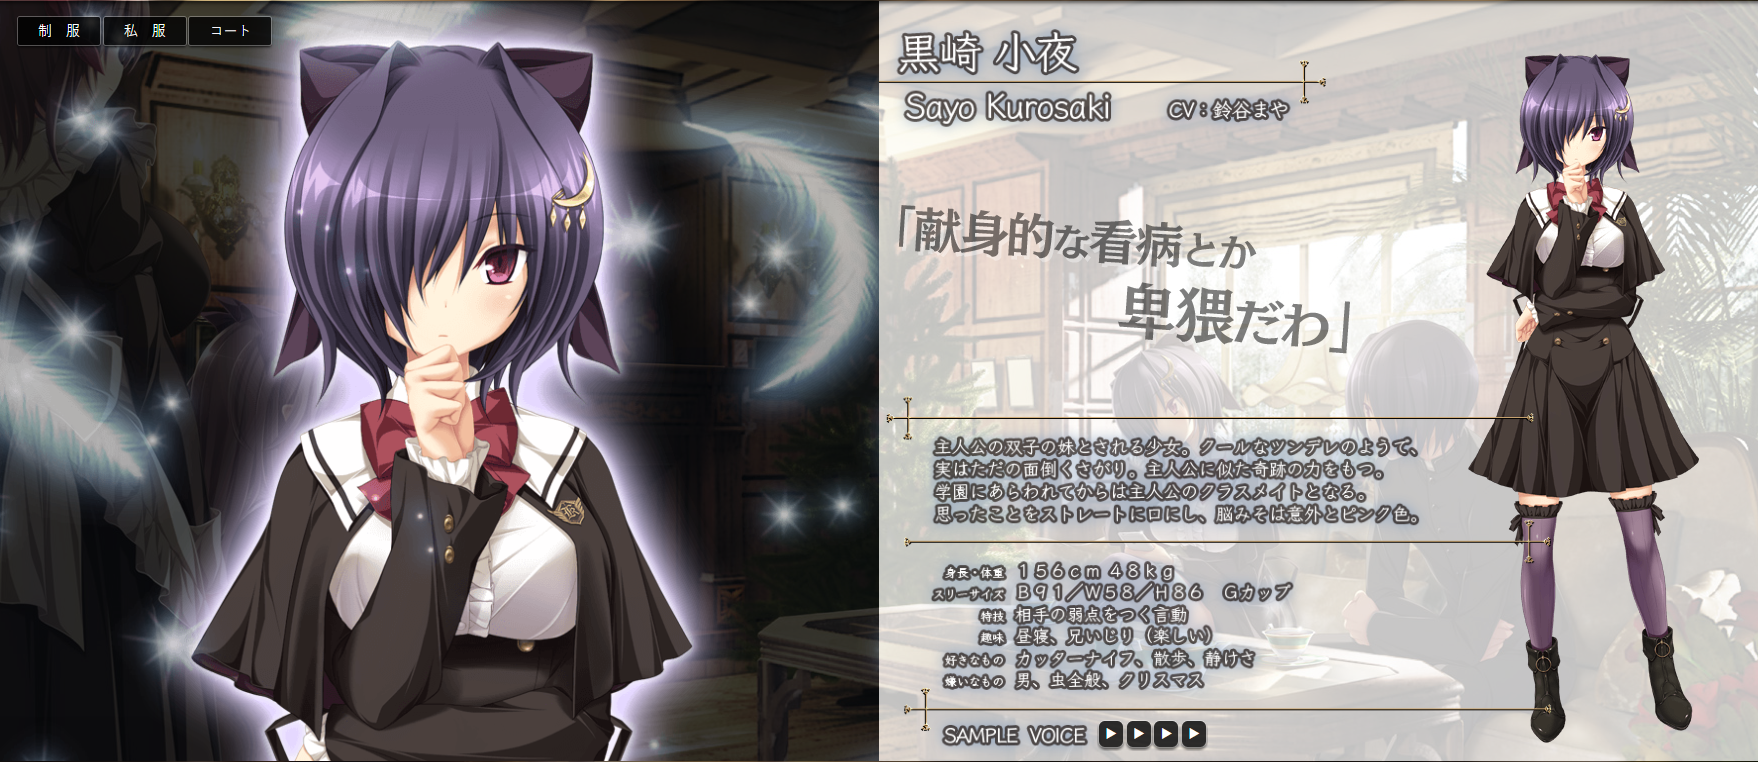 制 服
私 服
コート
黒崎 小夜
Sayo Kurosaki
CV：鈴谷まや
「献身的な看病とか
卑猥だわ」
主人公の双子の妹とされる少女。クールなツンデレのようで、
実はただの面倒くさがり。主人公に似た奇跡の力をもつ。
学園にあらわれてからは主人公のクラスメイトとなる。
思ったことをストレートに口にし、脳みそは意外とピンク色。
身長・体重 １５６ｃｍ ４８ｋｇ
スリーサイズ Ｂ９１／Ｗ５８／Ｈ８６ Ｇカップ
特技 相手の弱点をつく言動
趣味 昼寝、兄いじり（楽しい）
好きなもの カッターナイフ、散歩、静けさ
嫌いなもの 男、虫全般、クリスマス
SAMPLE VOICE